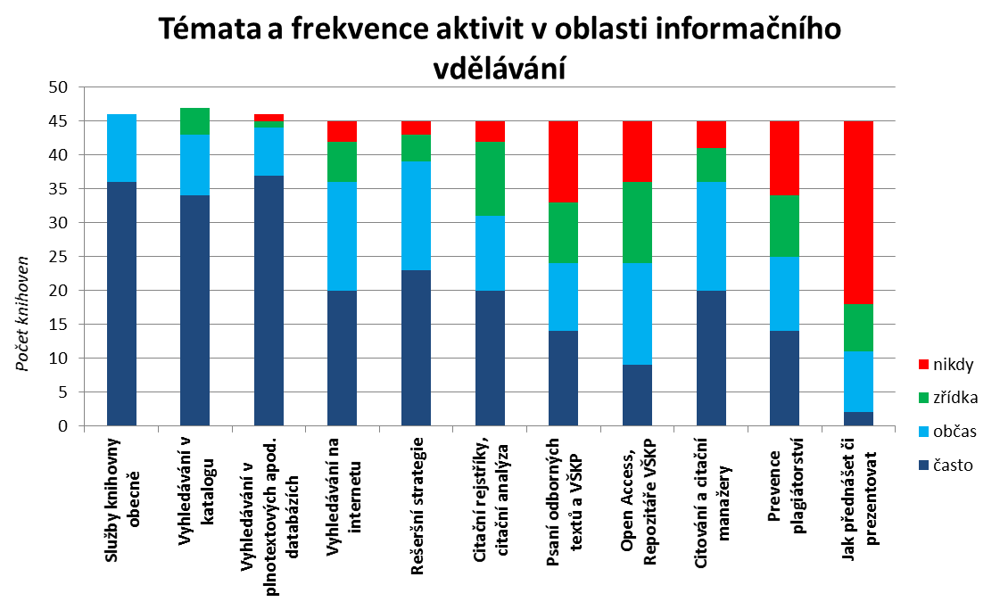 Témata a frekvence aktivit v oblasti informačního
vdělávání
50
45
40
35
30
25
20
15
10
5
0
Počet knihoven
Služby knihovny
obecně
Vyhledávání v
katalogu
Vyhledávání v
plnotextových apod.
databázích
Vyhledávání na
internetu
Rešeršní strategie
Citační rejstříky,
citační analýza
Psaní odborných
textů a VŠKP
Open Access,
Repozitáře VŠKP
Citování a citační
manažery
Prevence
plagiátorství
Jak přednášet či
prezentovat
nikdy
zřídka
občas
často